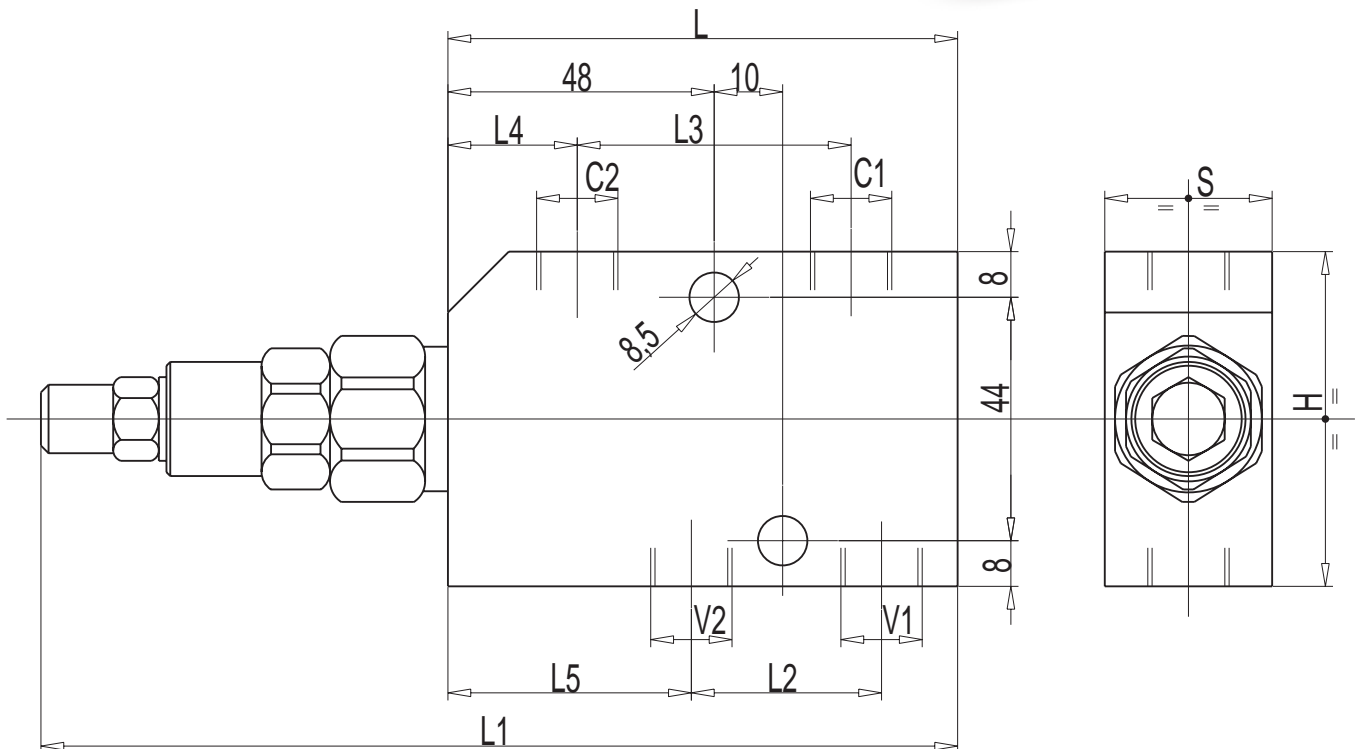 L
48
10
L4
L3
C2
C1
S
=
=
8
8,5
44
H
=
=
8
V2
V1
L5
L2
L1